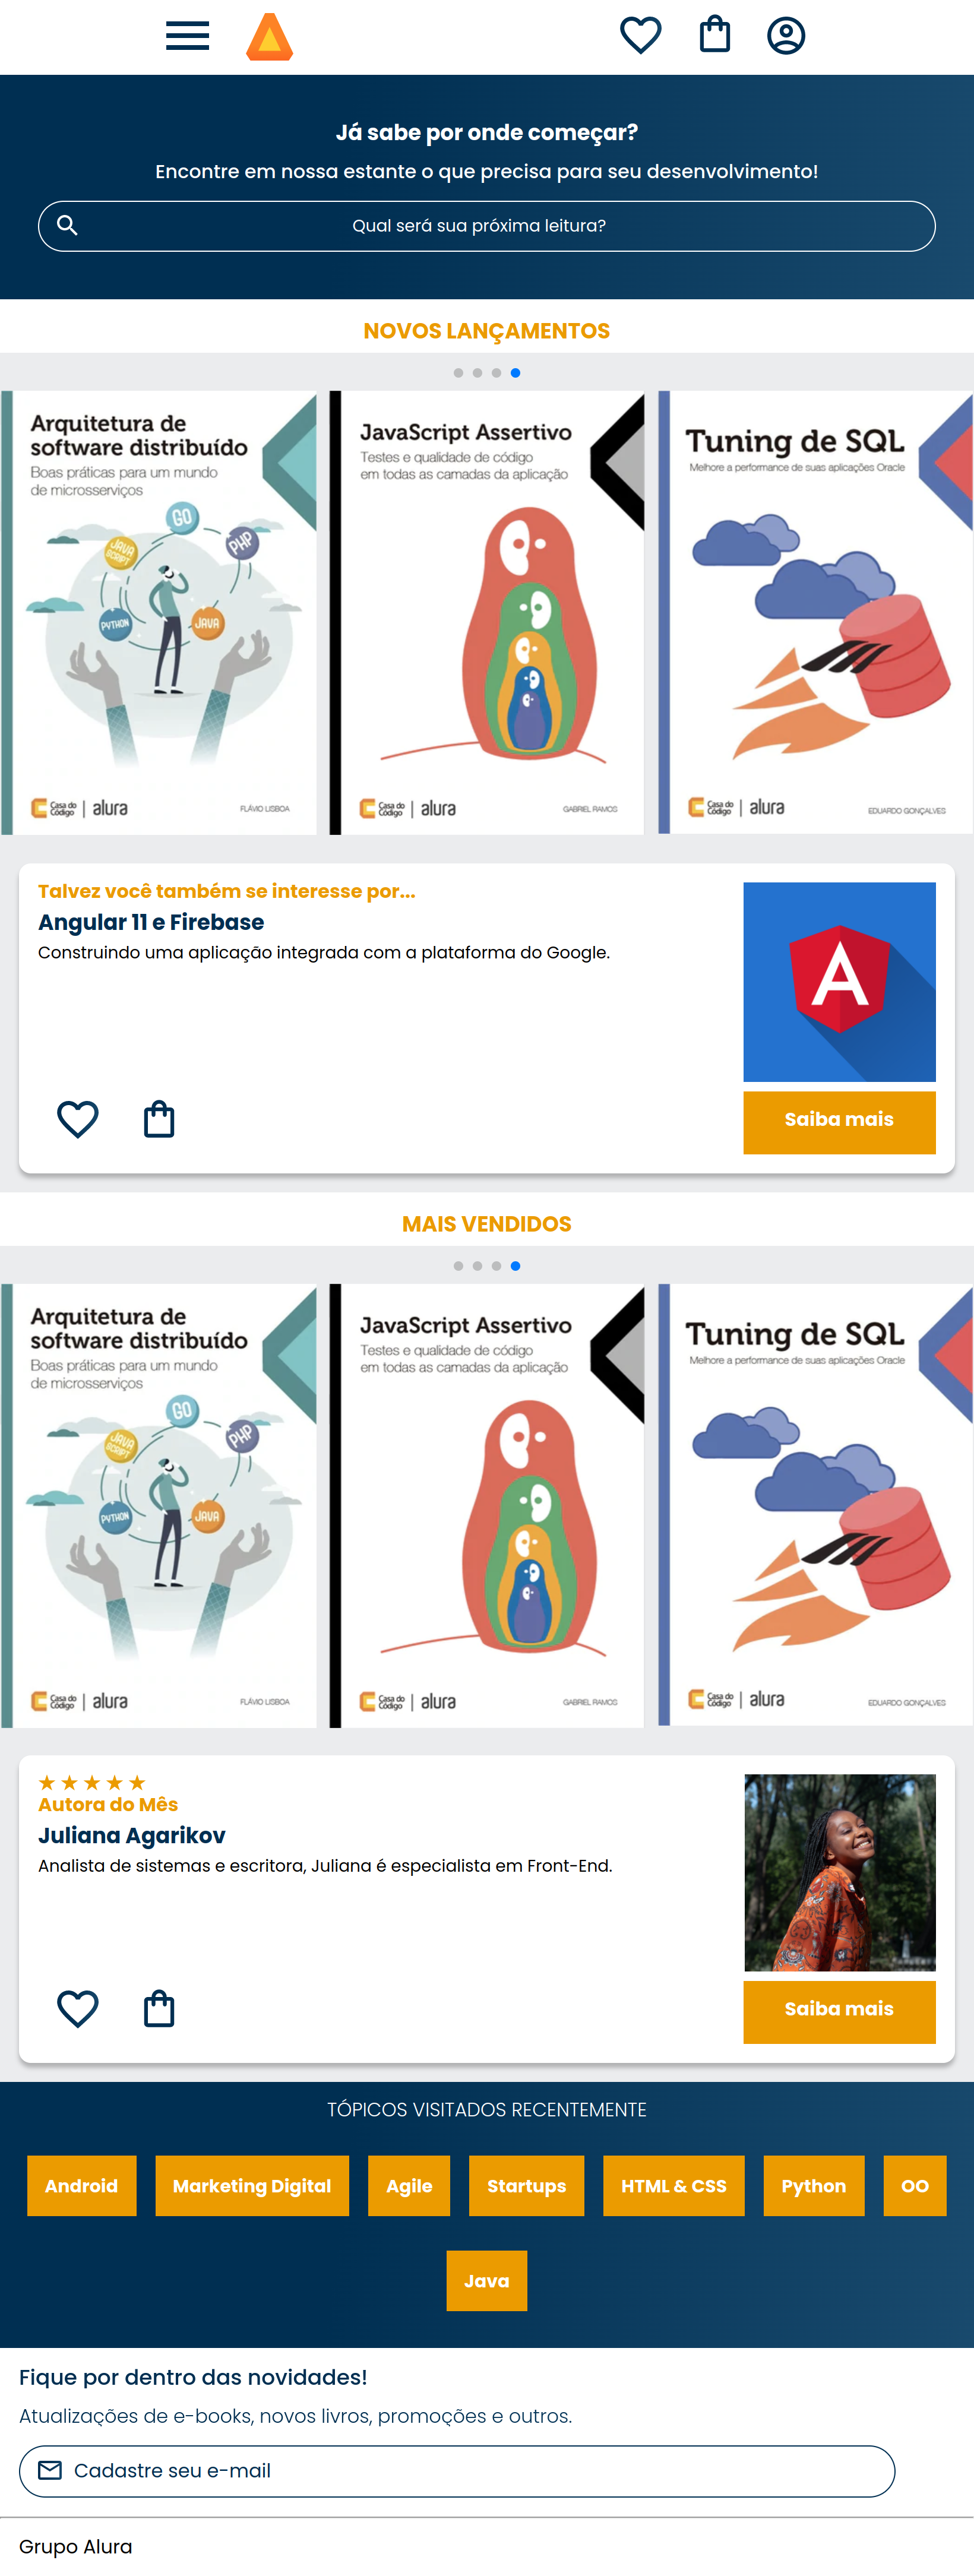 Já sabe por onde começar?
Encontre em nossa estante o que precisa para seu desenvolvimento!
Qual será sua próxima leitura?
NOVOS LANÇAMENTOS
Arquitetura de
software distribuído
Boas práticas para um mundo
de microsserviços
GO
JAVA
SCRIPT
PHP
PYTHON
JAVA
Casa do
Código
alura
FLÁVIO LISBOA
JavaScript Assertivo
Testes e qualidade de código
em todas as camadas da aplicação
Casa do
Código
alura
GABRIEL RAMOS
Tuning de SQL
Melhore a performance de suas aplicações Oracle
Casa do
Código
alura
EDUARDO GONÇALVES
Talvez você também se interesse por...
Angular 11 e Firebase
Construindo uma aplicação integrada com a plataforma do Google.
A
Saiba mais
MAIS VENDIDOS
Arquitetura de
software distribuído
Boas práticas para um mundo
de microsserviços
GO
JAVA
SCRIPT
PHP
PYTHON
JAVA
Casa do
Código
alura
FLÁVIO LISBOA
JavaScript Assertivo
Testes e qualidade de código
em todas as camadas da aplicação
Casa do
Código
alura
GABRIEL RAMOS
Tuning de SQL
Melhore a performance de suas aplicações Oracle
Casa do
Código
alura
EDUARDO GONÇALVES
Autora do Mês
Juliana Agarikov
Analista de sistemas e escritora, Juliana é especialista em Front-End.
Saiba mais
TÓPICOS VISITADOS RECENTEMENTE
Android Marketing Digital Agile Startups HTML & CSS Python OO
Java
Fique por dentro das novidades!
Atualizações de e-books, novos livros, promoções e outros.
Cadastre seu e-mail
Grupo Alura